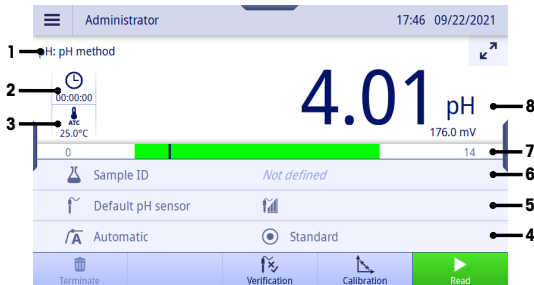 Administrator 17:46 09/22/2021
1 pH: pH method
2 00:00:00
3 ATC
25.0°C
4.01 pH 8
176.0 mV
0 14 7
Sample ID Not defined 6
Default pH sensor 5
A Automatic Standard 4
Terminate Verification Calibration Read